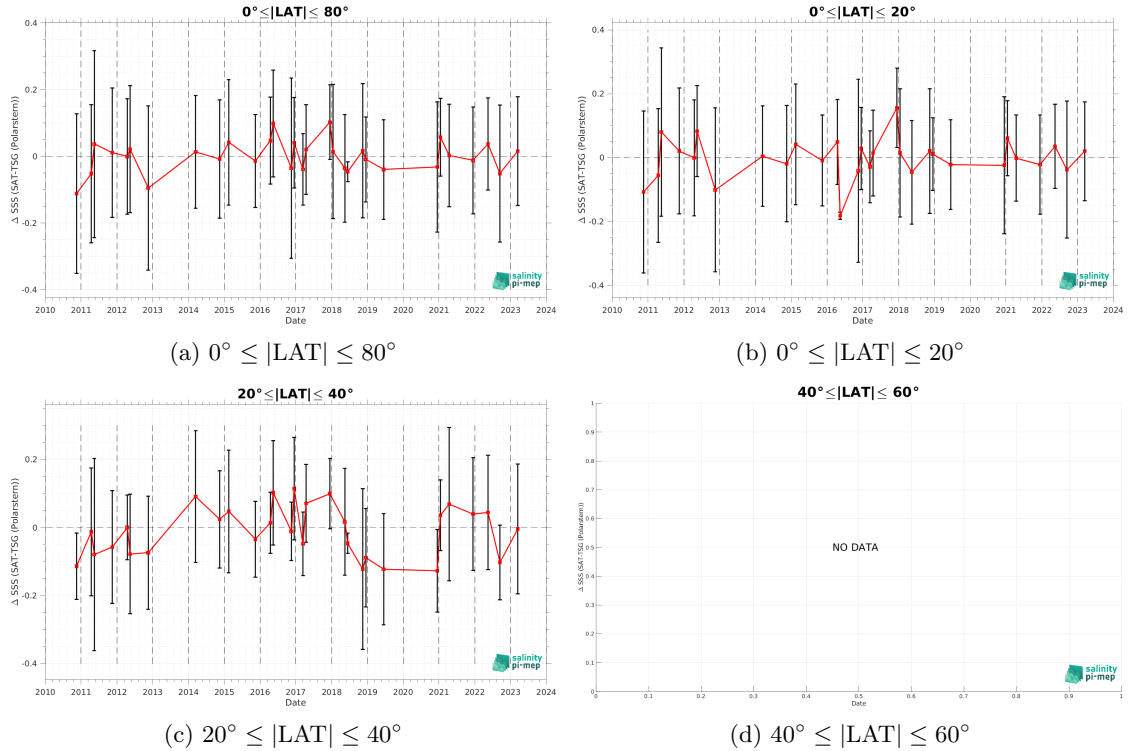 0°≤|LAT|≤ 80°
Δ SSS (SAT-TSG (Polarstern))
0.4
0.2
0
-0.2
-0.4
2010 2011 2012 2013 2014 2015 2016 2017 2018 2019 2020 2021 2022 2023 2024
Date
salinity
pi-mep
(a) 0° ≤ |LAT| ≤ 80°
0°≤|LAT|≤ 20°
Δ SSS (SAT-TSG (Polarstern))
0.4
0.2
0
-0.2
-0.4
2010 2011 2012 2013 2014 2015 2016 2017 2018 2019 2020 2021 2022 2023 2024
Date
salinity
pi-mep
(b) 0° ≤ |LAT| ≤ 20°
20°≤|LAT|≤ 40°
Δ SSS (SAT-TSG (Polarstern))
0.2
0
-0.2
-0.4
2010 2011 2012 2013 2014 2015 2016 2017 2018 2019 2020 2021 2022 2023 2024
Date
salinity
pi-mep
(c) 20° ≤ |LAT| ≤ 40°
40°≤|LAT|≤ 60°
Δ SSS (SAT-TSG (Polarstern))
1
0.9
0.8
0.7
0.6
0.5
0.4
0.3
0.2
0.1
0
NO DATA
0 0.1 0.2 0.3 0.4 0.5 0.6 0.7 0.8 0.9 1
Date
salinity
pi-mep
(d) 40° ≤ |LAT| ≤ 60°